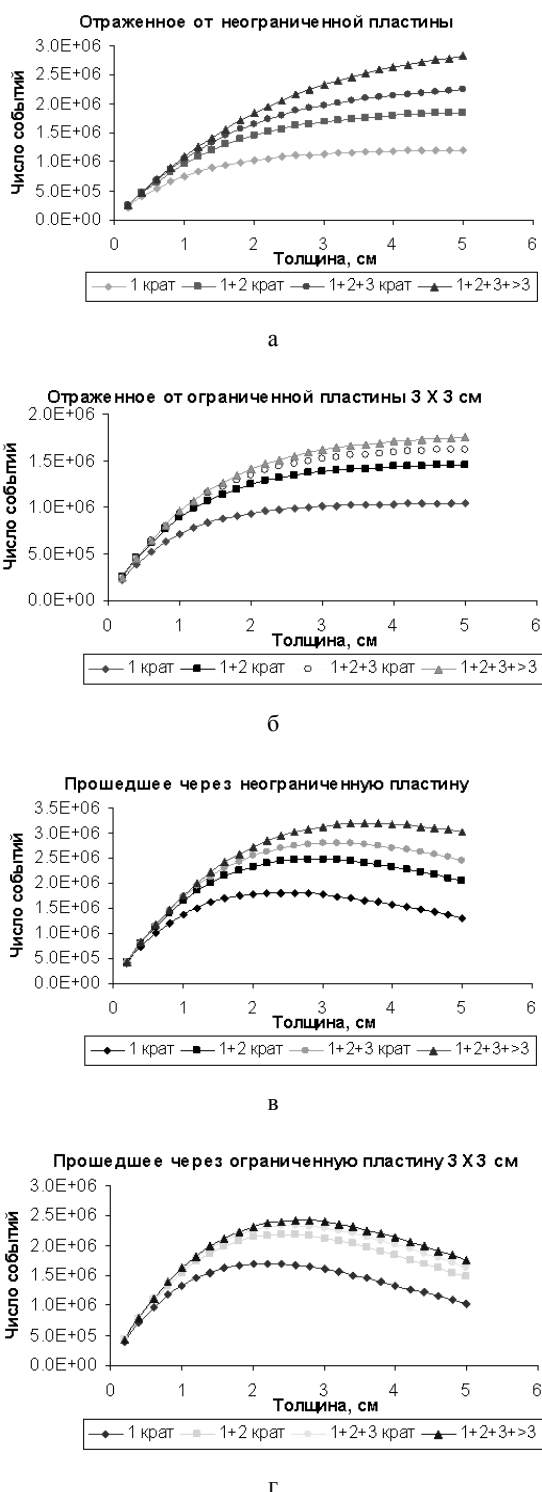 Отраженное от неограниченной пластины
3.0E+06
2.5E+06
2.0E+06
1.5E+06
1.0E+06
5.0E+05
0.0E+00
Число событий
0 1 2 3 4 5 6
Толщина, см
1 крат 1+2 крат 1+2+3 крат 1+2+3+>3
а
Отраженное от ограниченной пластины 3 X 3 см
2.0E+06
1.5E+06
1.0E+06
5.0E+05
0.0E+00
Число событий
0 1 2 3 4 5 6
Толщина, см
1 крат 1+2 крат 1+2+3 крат 1+2+3+>3
б
Прошедшее через неограниченную пластину
3.5E+06
3.0E+06
2.5E+06
2.0E+06
1.5E+06
1.0E+06
5.0E+05
0.0E+00
Число событий
0 1 2 3 4 5 6
Толщина, см
1 крат 1+2 крат 1+2+3 крат 1+2+3+>3
в
Прошедшее через ограниченную пластину 3 X 3 см
3.0E+06
2.5E+06
2.0E+06
1.5E+06
1.0E+06
5.0E+05
0.0E+00
Число событий
0 1 2 3 4 5 6
Толщина, см
1 крат 1+2 крат 1+2+3 крат 1+2+3+>3
г